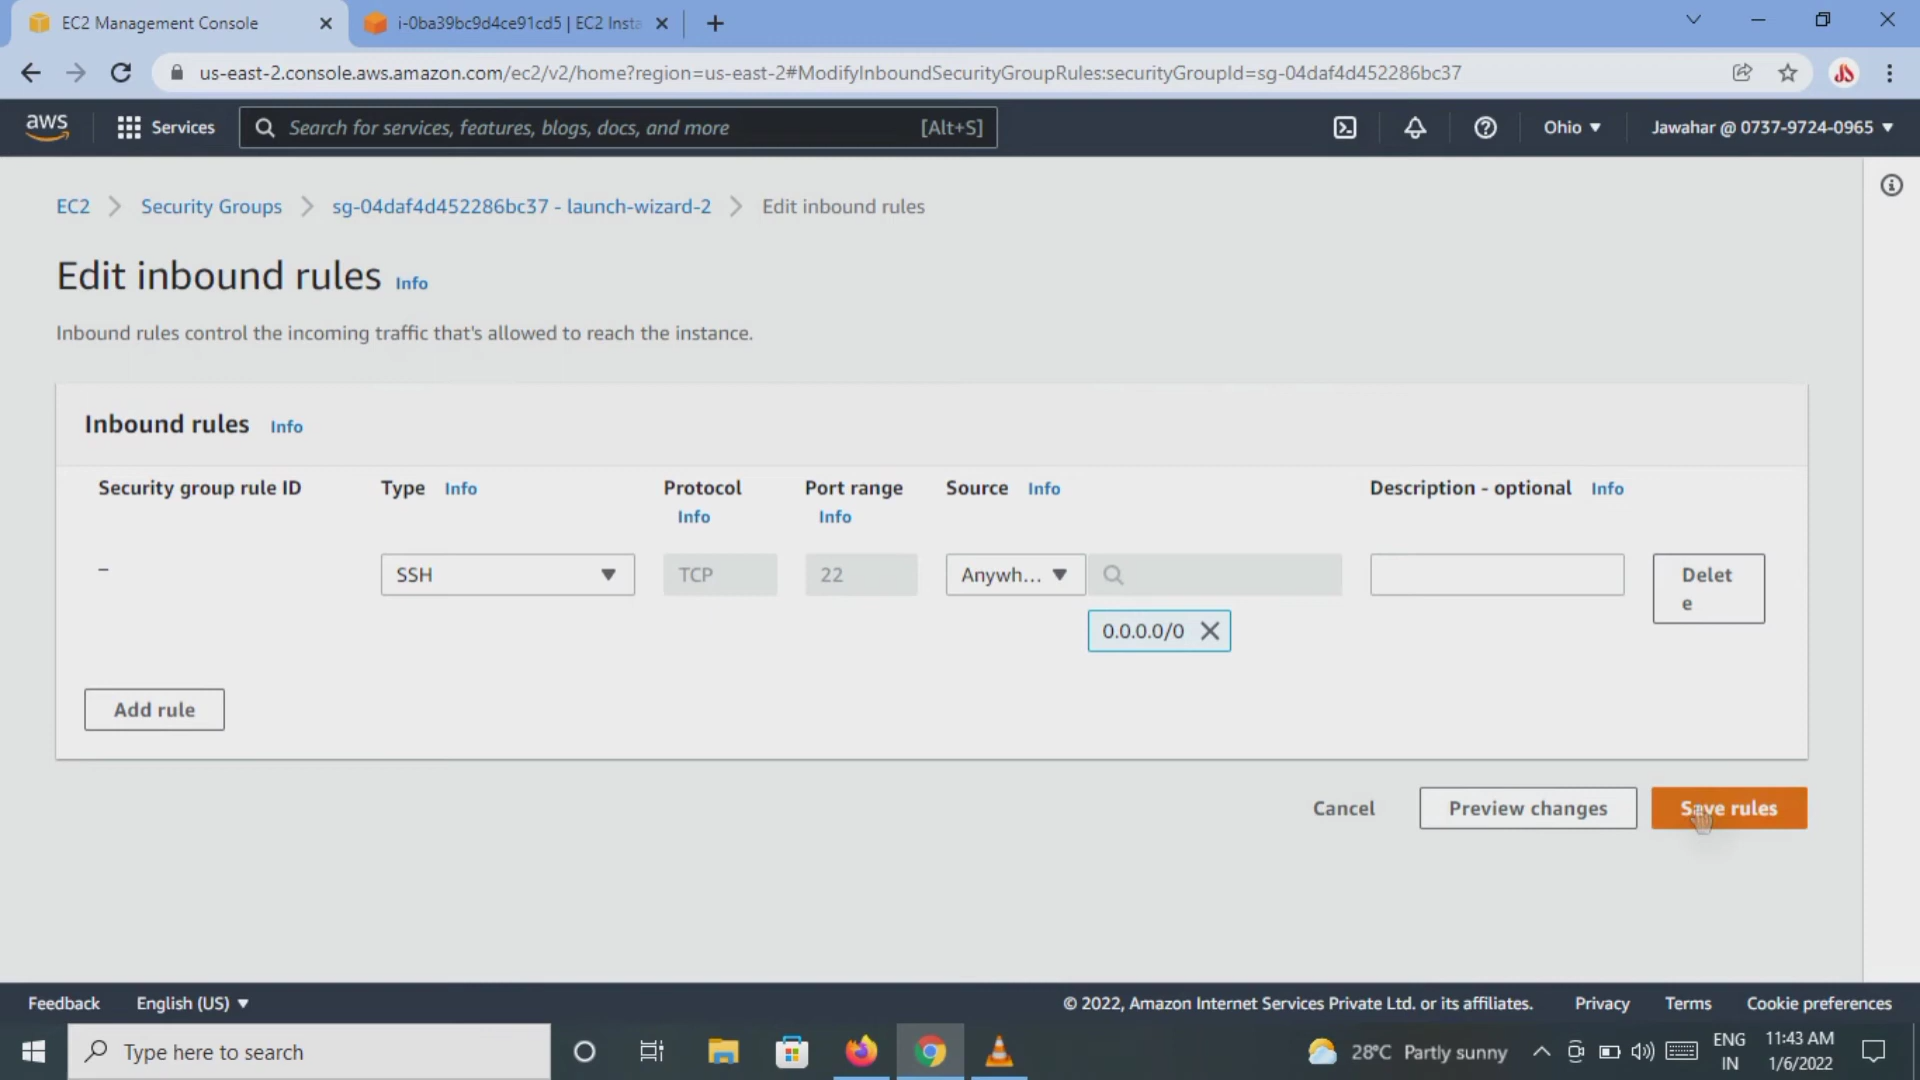 EC2 Management Console
i-0ba39bc9d4ce91cd5 | EC2 Insta
us-east-2.console.aws.amazon.com/ec2/v2/home?region=us-east-2#ModifyInboundSecurityGroupRules:securityGroupId=sg-04daf4d452286bc37
aws
Services
Search for services, features, blogs, docs, and more
[Alt+S]
Ohio
Jawahar @ 0737-9724-0965
EC2
Security Groups
sg-04daf4d452286bc37 - launch-wizard-2
Edit inbound rules
Edit inbound rules Info
Inbound rules control the incoming traffic that's allowed to reach the instance.
Inbound rules Info
Security group rule ID
Type Info
Protocol
Info
Port range
Info
Source Info
Description - optional Info
–
SSH
TCP
22
Anywh...
0.0.0.0/0
Delet
e
Add rule
Cancel
Preview changes
Save rules
Feedback
English (US)
© 2022, Amazon Internet Services Private Ltd. or its affiliates.
Privacy
Terms
Cookie preferences
Type here to search
28°C Partly sunny
ENG
IN
11:43 AM
1/6/2022